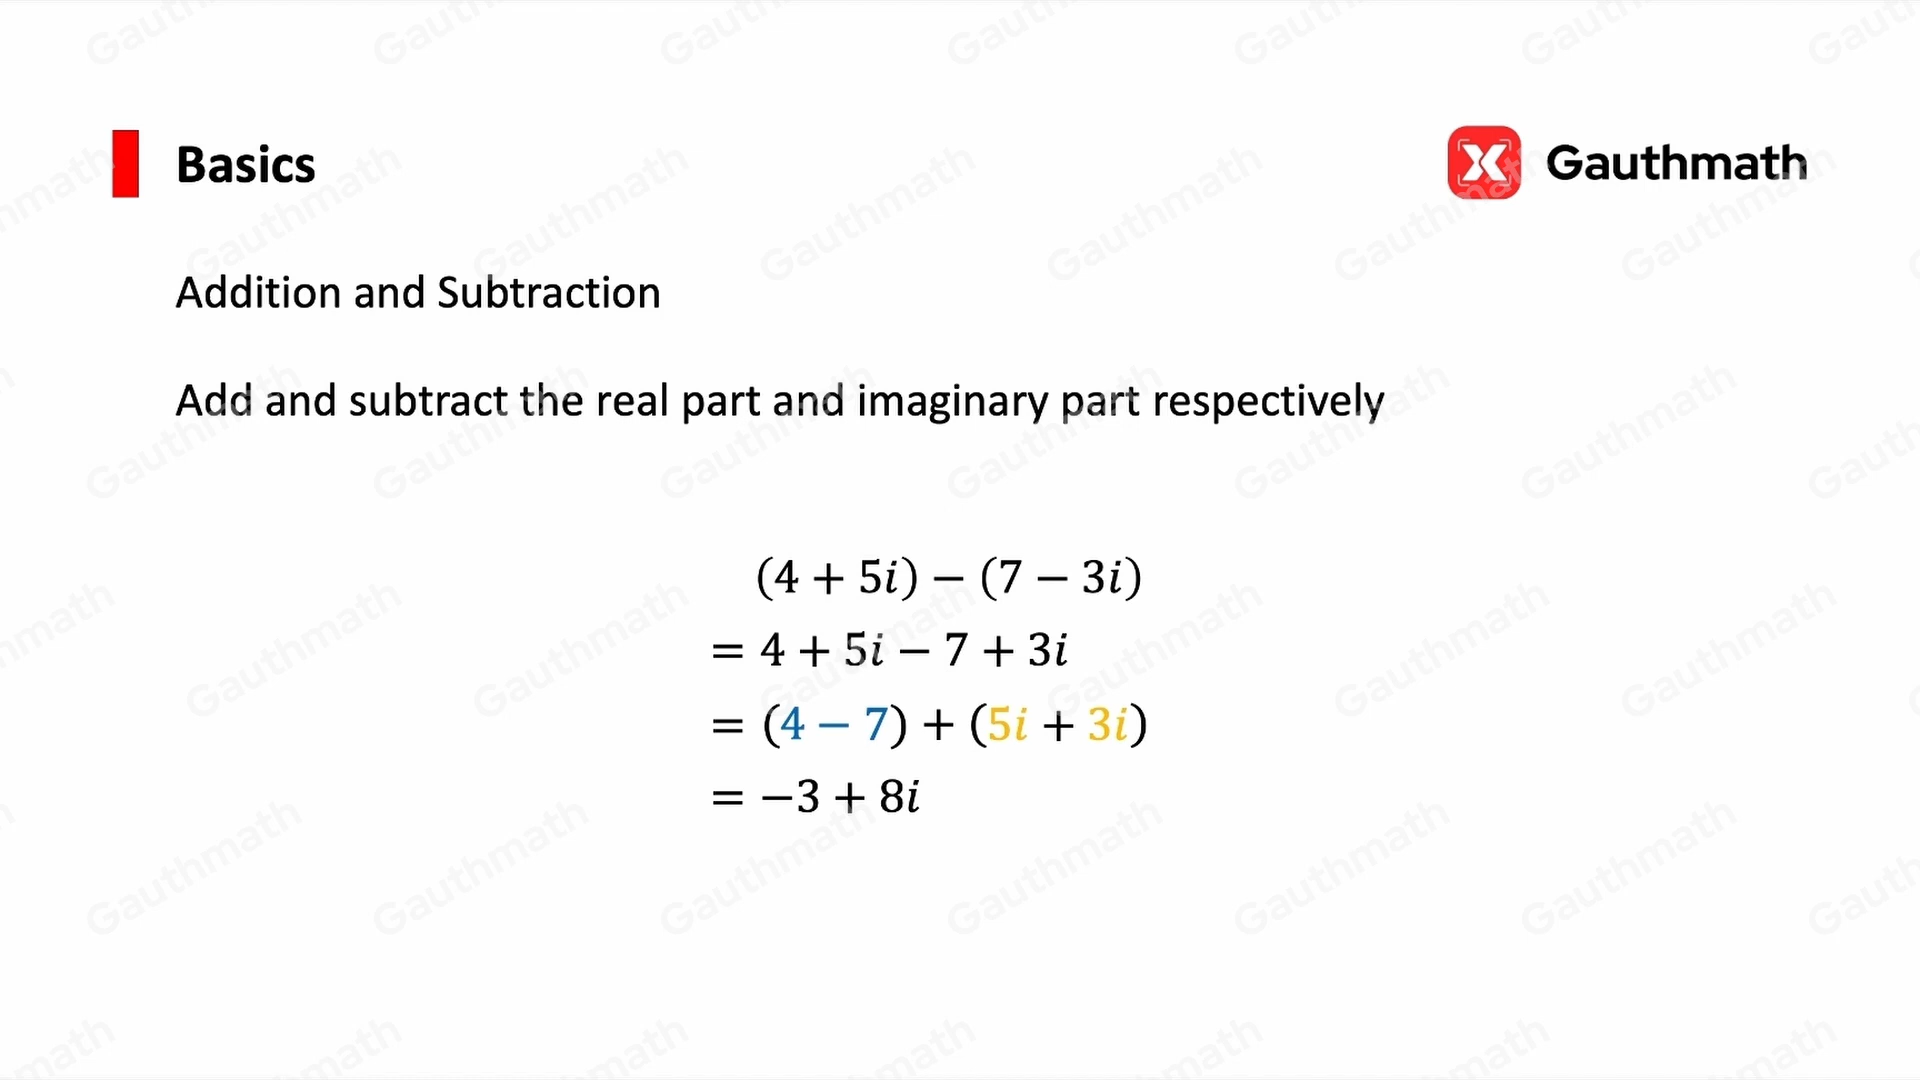 Basics
Gauthmath
Addition and Subtraction
Add and subtract the real part and imaginary part respectively
(4 + 5i) − (7 − 3i)
= 4 + 5i − 7 + 3i
= (4 − 7) + (5i + 3i)
= −3 + 8i